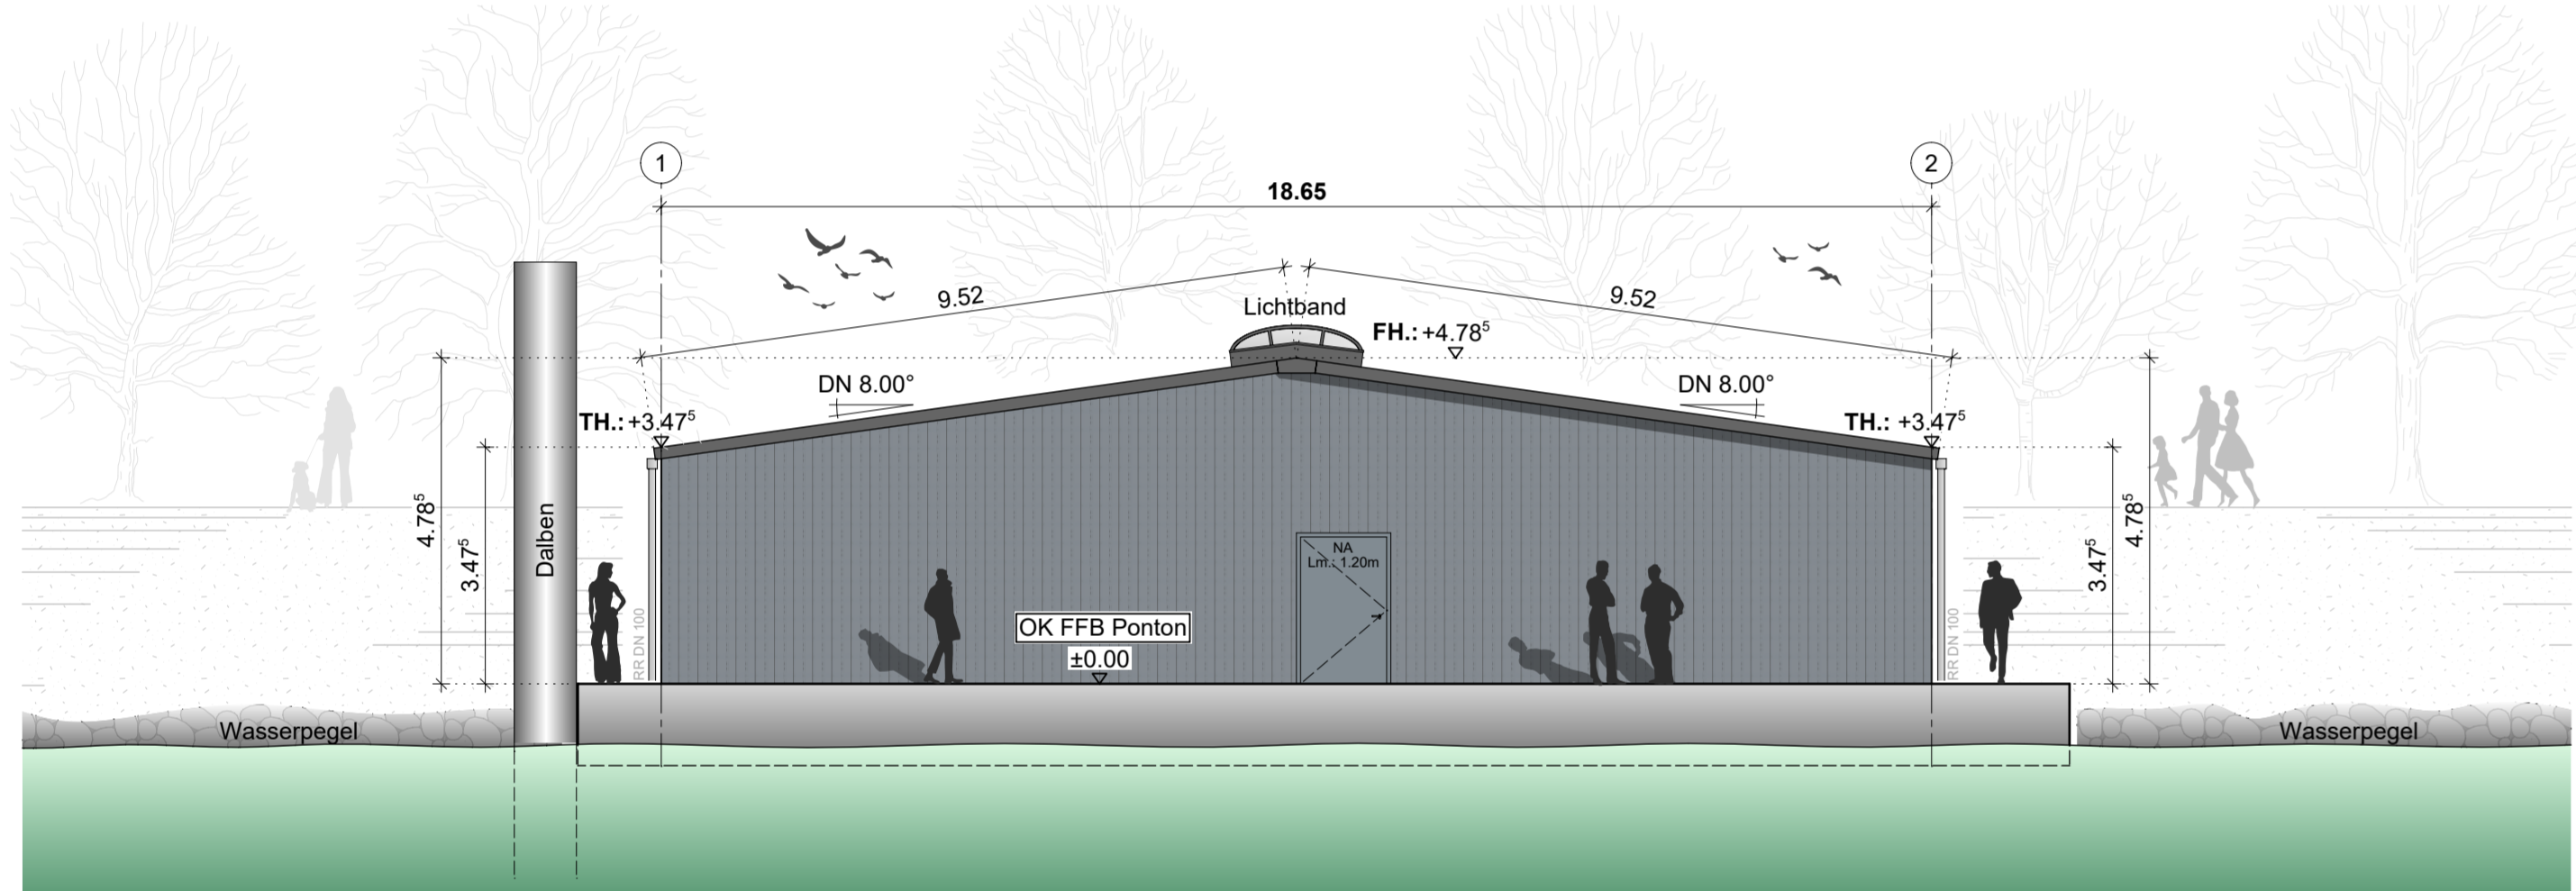 1
2
18.65
9.52
9.52
Lichtband
FH.: +4.78⁵
DN 8.00°
DN 8.00°
TH.: +3.47⁵
TH.: +3.47⁵
4.78⁵
3.47⁵
Dalben
RR DN 100
NA
Lm.: 1.20m
OK FFB Ponton
±0.00
RR DN 100
3.47⁵
4.78⁵
Wasserpegel
Wasserpegel